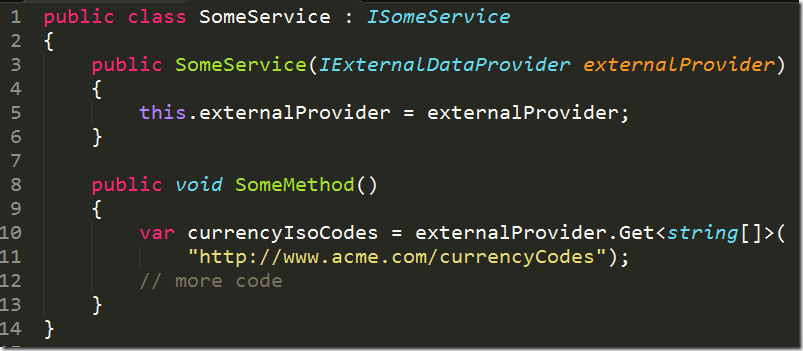 1 public class SomeService : ISomeService
2 {
3     public SomeService(IExternalDataProvider externalProvider)
4     {
5         this.externalProvider = externalProvider;
6     }
7
8     public void SomeMethod()
9     {
10         var currencyIsoCodes = externalProvider.Get<string[]>(
11             "http://www.acme.com/currencyCodes");
12         // more code
13     }
14 }